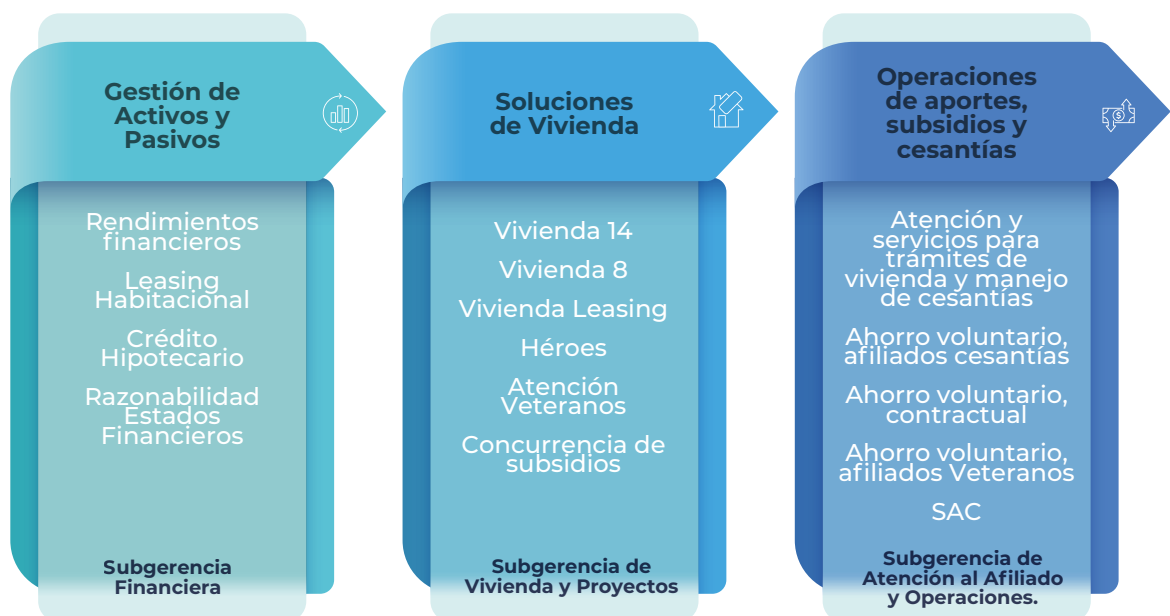 Gestión de
Activos y
Pasivos
Rendimientos
financieros
Leasing
Habitacional
Crédito
Hipotecario
Razonabilidad
Estados
Financieros
Subgerencia
Financiera
Soluciones
de Vivienda
Vivienda 14
Vivienda 8
Vivienda Leasing
Héroes
Atención
Veteranos
Concurrencia de
subsidios
Subgerencia de
Vivienda y Proyectos
Operaciones
de aportes,
subsidios y
cesantías
$
Atención y
servicios para
trámites de
vivienda y manejo
de cesantías
Ahorro voluntario,
afiliados cesantías
Ahorro voluntario,
contractual
Ahorro voluntario,
afiliados Veteranos
SAC
Subgerencia de
Atención al Afiliado
y Operaciones.